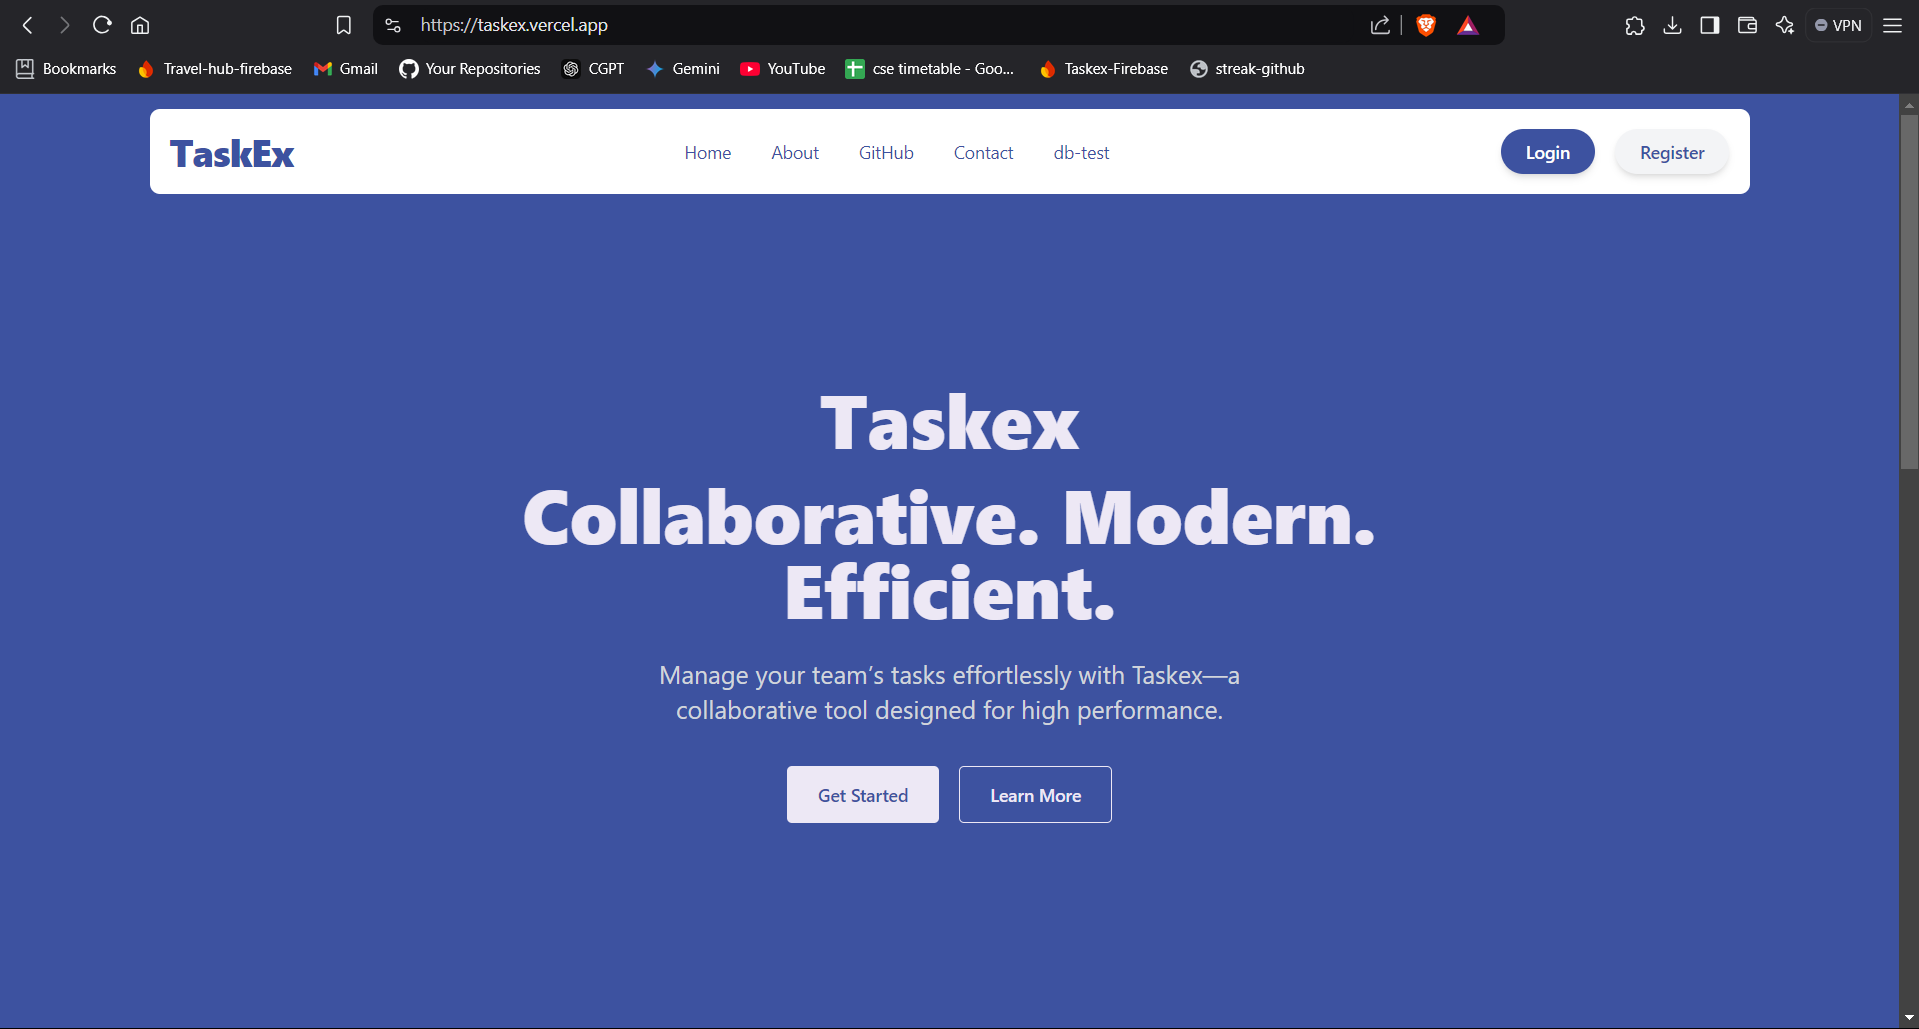 https://taskex.vercel.app
VPN
Bookmarks Travel-hub-firebase Gmail Your Repositories CGPT Gemini YouTube cse timetable - Goo... Taskex-Firebase streak-github
TaskEx Home About GitHub Contact db-test Login Register
Taskex
Collaborative. Modern.
Efficient.
Manage your team’s tasks effortlessly with Taskex—a
collaborative tool designed for high performance.
Get Started Learn More